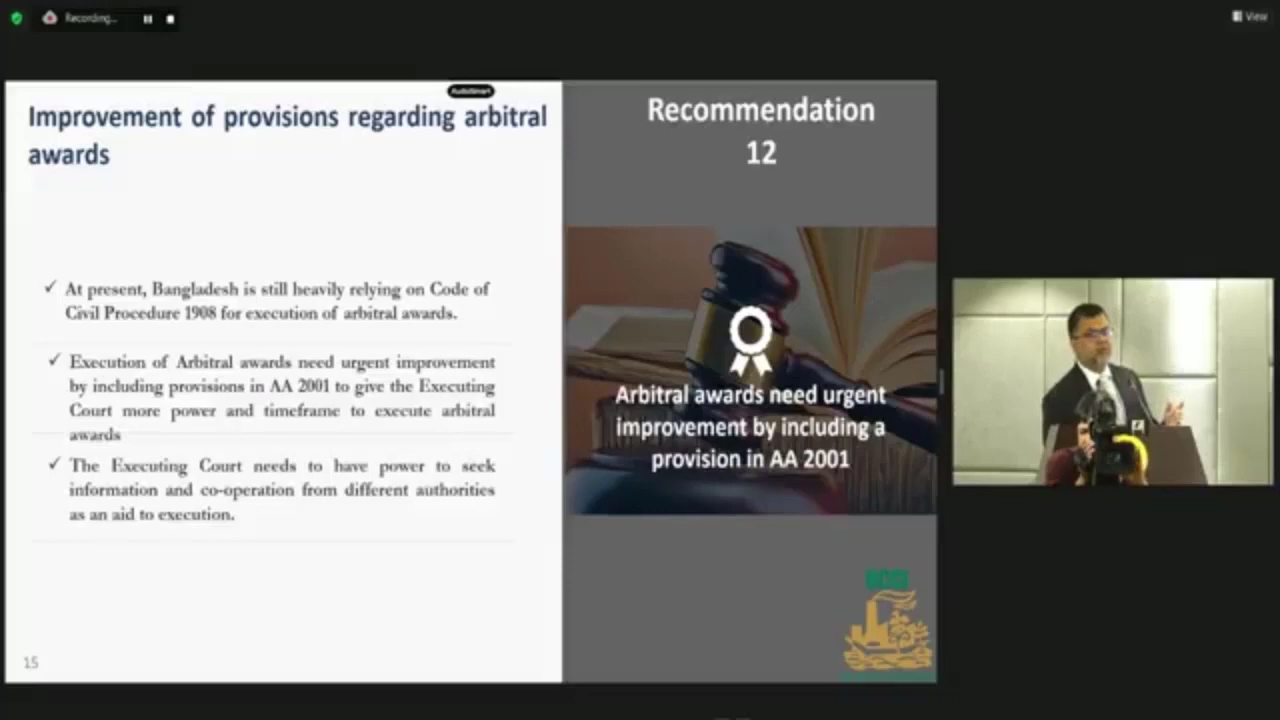 Recording...
View
AudioSmart
Improvement of provisions regarding arbitral
awards
✓ At present, Bangladesh is still heavily relying on Code of
Civil Procedure 1908 for execution of arbitral awards.
✓ Execution of Arbitral awards need urgent improvement
by including provisions in AA 2001 to give the Executing
Court more power and timeframe to execute arbitral
awards
✓ The Executing Court needs to have power to seek
information and co-operation from different authorities
as an aid to execution.
15
Recommendation
12
Arbitral awards need urgent
improvement by including a
provision in AA 2001